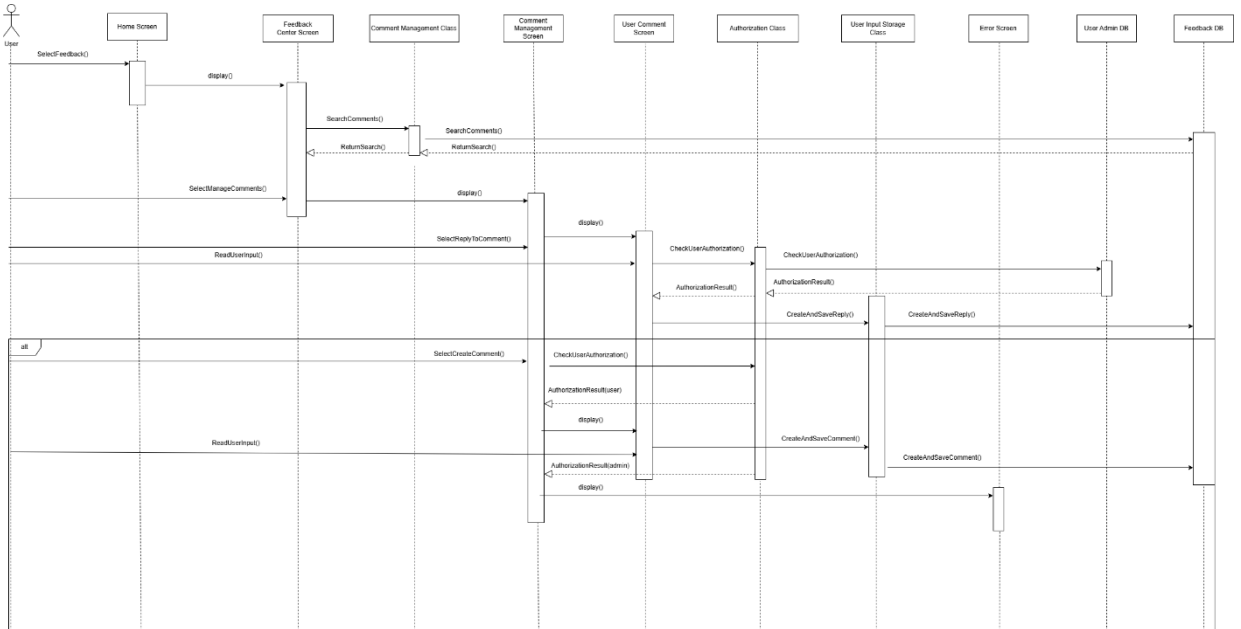 User
Home Screen
Feedback
Center Screen
Comment Management Class
Comment
Management
Screen
User Comment
Screen
Authorization Class
User Input Storage
Class
Error Screen
User Admin DB
Feedback DB
SelectFeedback()
display()
SearchComments()
SearchComments()
ReturnSearch()
ReturnSearch()
SelectManageComments()
display()
display()
SelectReplyToComment()
ReadUserInput()
CheckUserAuthorization()
CheckUserAuthorization()
AuthorizationResult()
AuthorizationResult()
CreateAndSaveReply()
CreateAndSaveReply()
alt
SelectCreateComment()
CheckUserAuthorization()
AuthorizationResult(user)
display()
ReadUserInput()
CreateAndSaveComment()
CreateAndSaveComment()
AuthorizationResult(admin)
display()